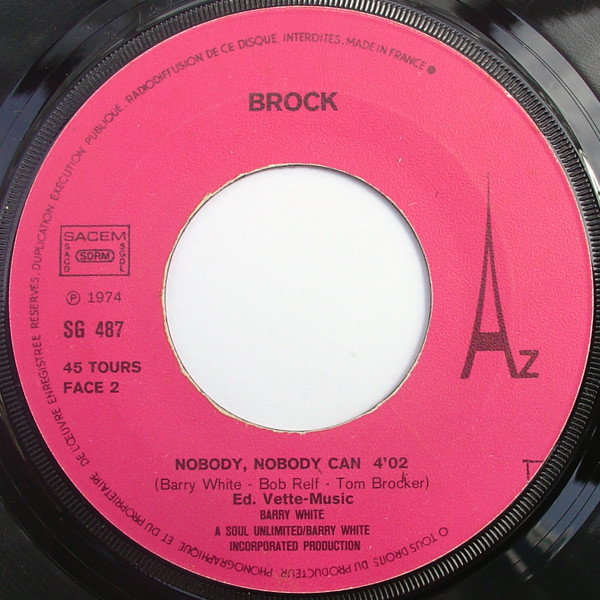 O TOUS DROITS DU PRODUCTEUR PHONOGRAPHIQUE ET DU PROPRIETAIRE DE L'ŒUVRE ENREGISTREE RESERVES. DUPLICATION EXECUTION PUBLIQUE, RADIODIFFUSION DE CE DISQUE INTERDITES. MADE IN FRANCE
BROCK
SACEM
SACD
SDRM
SGDL
Ⓟ 1974
SG 487
45 TOURS
FACE 2
Az
NOBODY, NOBODY CAN 4'02
(Barry White - Bob Relf - Tom Brocker)
Ed. Vette-Music
BARRY WHITE
A SOUL UNLIMITED/BARRY WHITE
INCORPORATED PRODUCTION